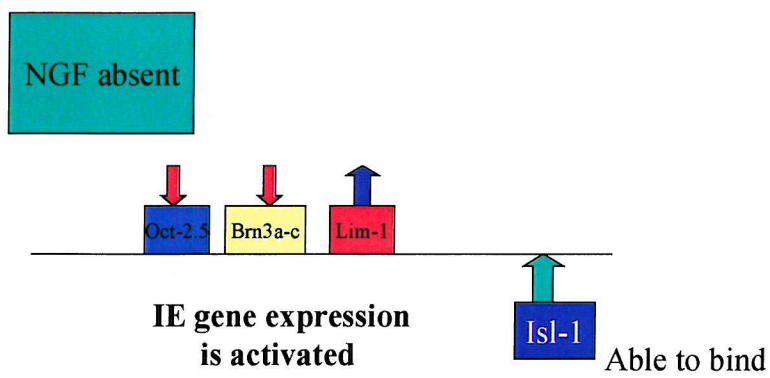 NGF absent
Oct-2.5 Brn3a-c Lim-1
IE gene expression
is activated
Isl-1
Able to bind